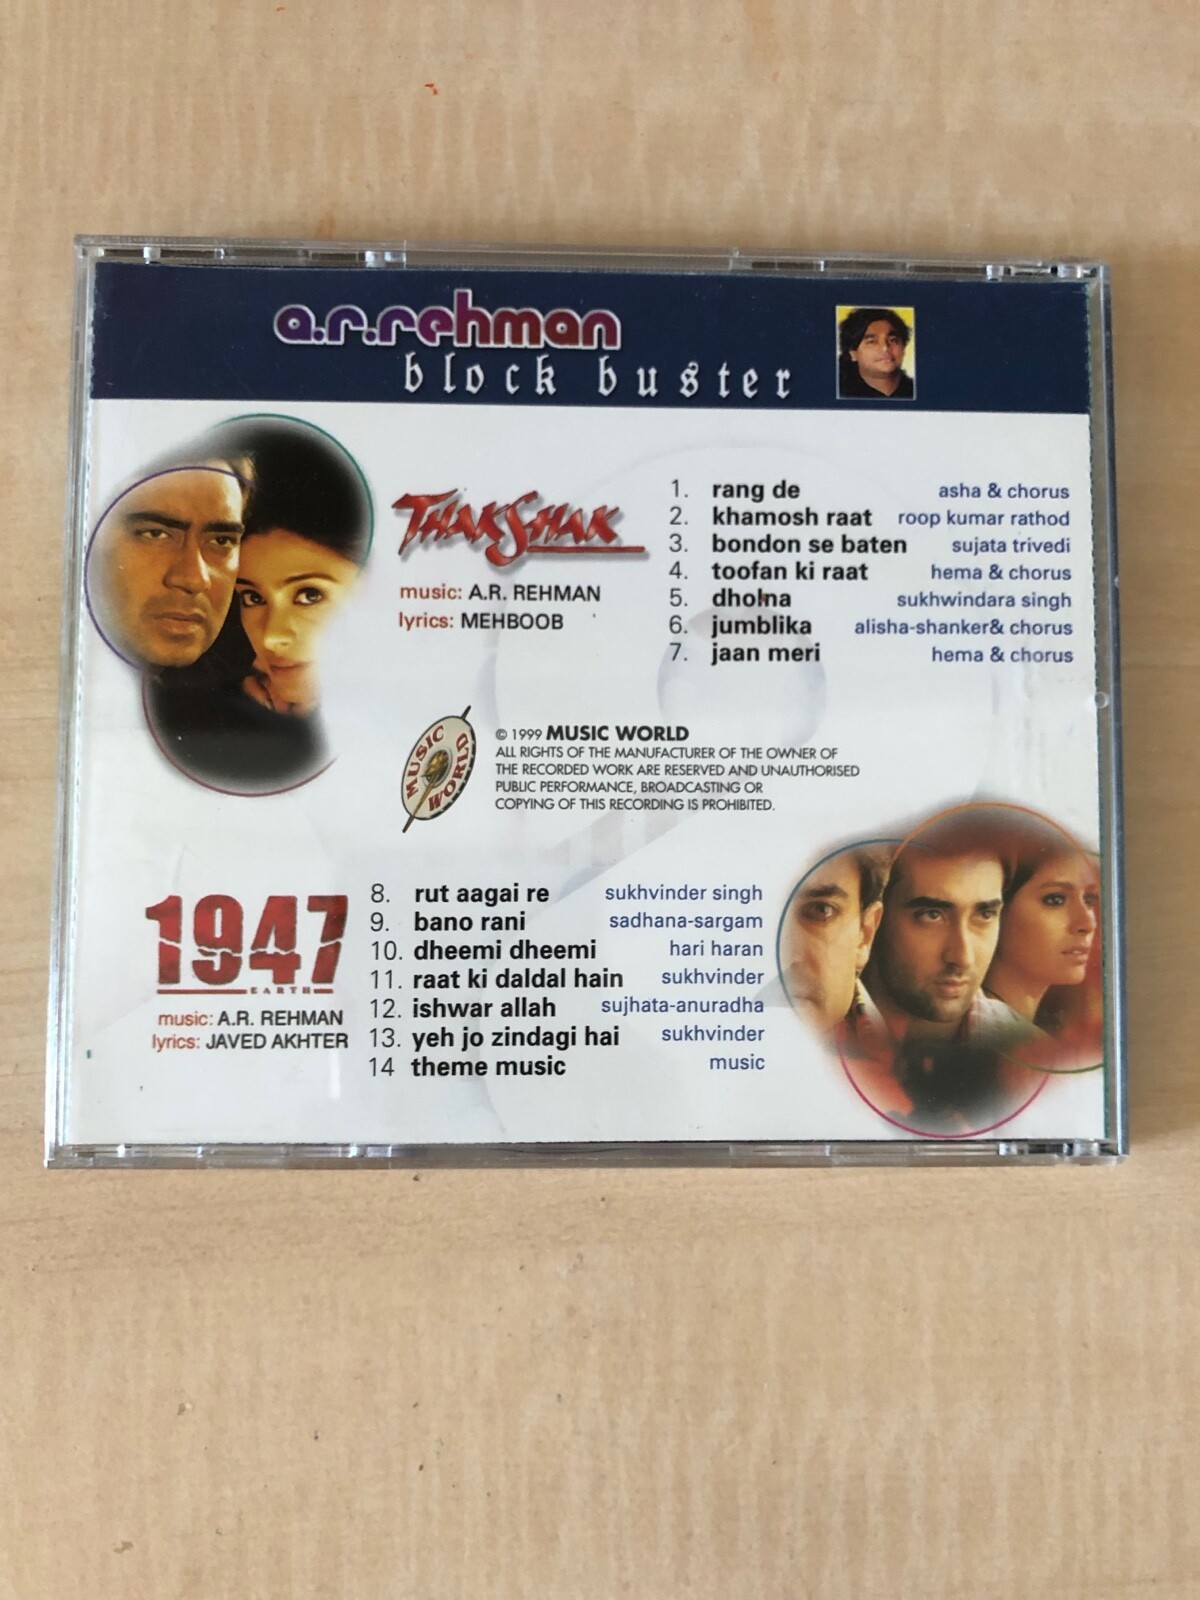 a.r.rehman
block buster
THAKSHAK
music: A.R. REHMAN
lyrics: MEHBOOB
1. rang de asha & chorus
2. khamosh raat roop kumar rathod
3. bondon se baten sujata trivedi
4. toofan ki raat hema & chorus
5. dholna sukhwindara singh
6. jumblika alisha-shanker& chorus
7. jaan meri hema & chorus
MUSIC WORLD
© 1999 MUSIC WORLD
ALL RIGHTS OF THE MANUFACTURER OF THE OWNER OF
THE RECORDED WORK ARE RESERVED AND UNAUTHORISED
PUBLIC PERFORMANCE, BROADCASTING OR
COPYING OF THIS RECORDING IS PROHIBITED.
1947
EARTH
music: A.R. REHMAN
lyrics: JAVED AKHTER
8. rut aagai re sukhvinder singh
9. bano rani sadhana-sargam
10. dheemi dheemi hari haran
11. raat ki daldal hain sukhvinder
12. ishwar allah sujhata-anuradha
13. yeh jo zindagi hai sukhvinder
14 theme music music